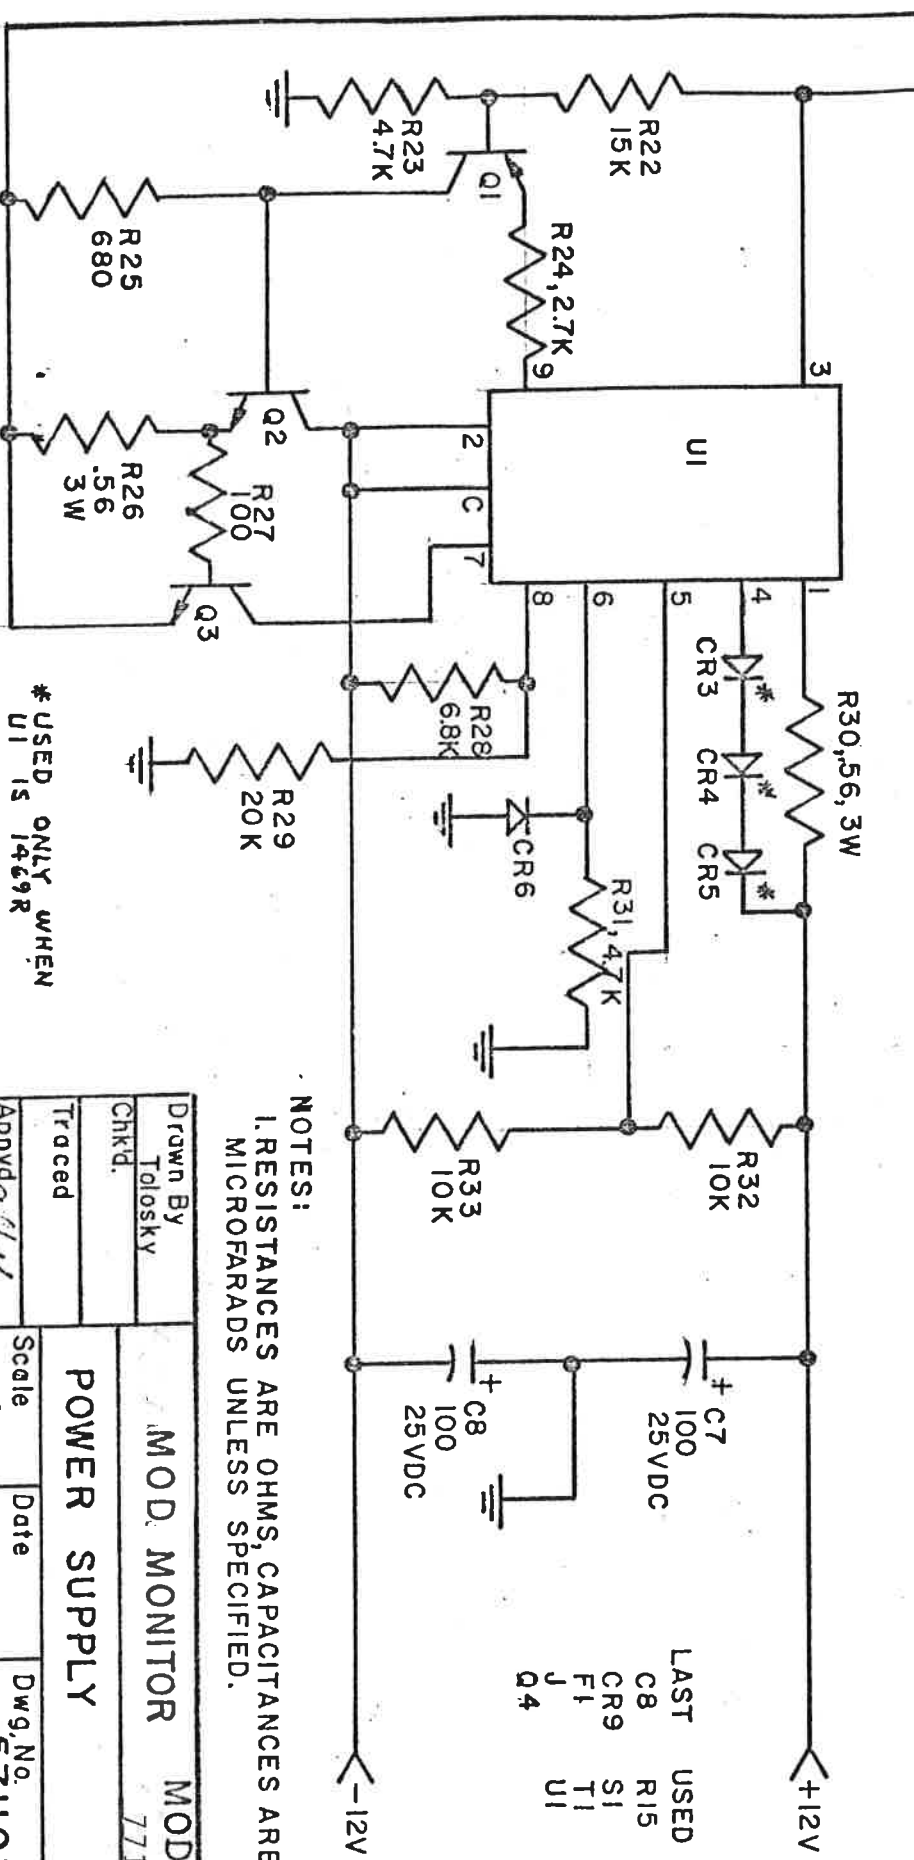 R22
15K
R23
4.7K
Q1
R24, 2.7K
9
3
U1
2
C
7
8
6
5
4
1
R25
680
Q2
R26
.56
3W
R27
100
Q3
R28
6.8K
R29
20K
CR3
*
CR4
*
CR5
*
R30, .56, 3W
CR6
R31, 4.7K
R32
10K
R33
10K
+
C7
100
25VDC
+
C8
100
25VDC
+12V
-12V
LAST USED
C8 R15
CR9 S1
F1 T1
J U1
Q4
* USED ONLY WHEN
U1 IS 1469R
NOTES:
1. RESISTANCES ARE OHMS, CAPACITANCES ARE
MICROFARADS UNLESS SPECIFIED.
Drawn By
Tolosky
Chk'd.
Traced
Scale
Date
Dwg. No.
MOD MONITOR
MOD
POWER SUPPLY